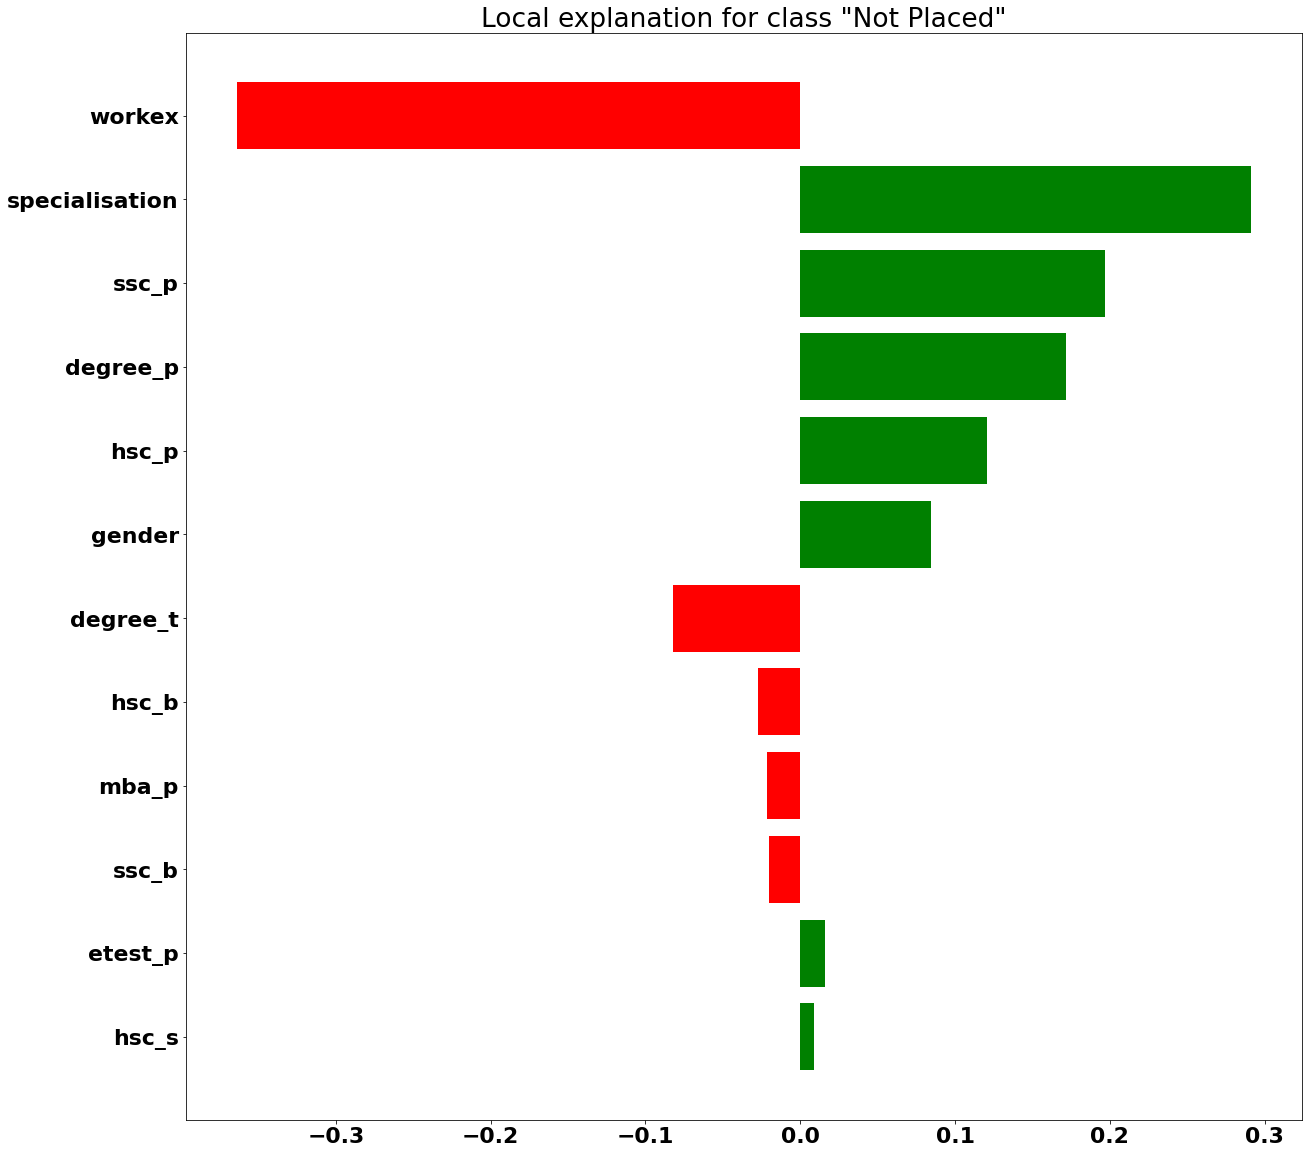 Local explanation for class "Not Placed"
workex
specialisation
ssc_p
degree_p
hsc_p
gender
degree_t
hsc_b
mba_p
ssc_b
etest_p
hsc_s
−0.3 −0.2 −0.1 0.0 0.1 0.2 0.3